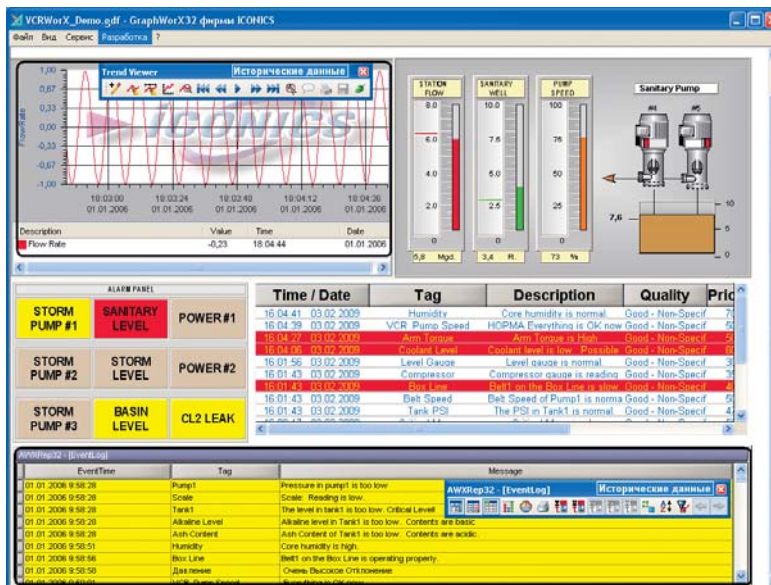 VCRWorX_Demo.gdf - GraphWorX32 фирмы ICONICS
Файл Вид Сервис Разработка ?
Trend Viewer Исторические данные
1,00
0,67
0,33
0,00
-0,33
-0,67
-1,00
FlowRate
ICONICS
18:03:00 18:03:24 18:03:48 18:04:12 18:04:36
01.01.2006 01.01.2006 01.01.2006 01.01.2006 01.01.2006
Description Value Time Date
Flow Rate -0,23 18:04:44 01.01.2006
STATION FLOW
8.0
6.0
4.0
2.0
0
5,8 Mgd.
SANITARY WELL
10.0
7.5
5.0
2.5
0
3,4 Ft.
PUMP SPEED
100
75
50
25
0
73 %
Sanitary Pump
#4 #5
7,6
10
5
0
ALARM PANEL
STORM PUMP #1 SANITARY LEVEL POWER #1
STORM PUMP #2 STORM LEVEL POWER #2
STORM PUMP #3 BASIN LEVEL CL2 LEAK
Time / Date Tag Description Quality Pric
16:04:41 03.02.2009 Humidity Core humidity is normal. Good - Non-Specif
16:04:39 03.02.2009 VCR_Pump Speed HOPMA Everything is OK now Good - Non-Specif
16:04:27 03.02.2009 Arm Torque Arm Torque is High Good - Non-Specif
16:04:06 03.02.2009 Coolant Level Coolant level is low. Possible Good - Non-Specif
16:01:56 03.02.2009 Level Gauge Level gauge is normal. Good - Non-Specif
16:01:43 03.02.2009 Compressor Compressor gauge is reading Good - Non-Specif
16:01:43 03.02.2009 Box Line Belt1 on the Box Line is slow Good - Non-Specif
16:01:43 03.02.2009 Belt Speed Belt Speed of Pump1 is norma Good - Non-Specif
16:01:43 03.02.2009 Tank PSI The PSI in Tank1 is normal. Good - Non-Specif
AWXRep32 - [EventLog]
EventTime Tag Message
AWXRep32 - [EventLog] Исторические данные
01.01.2006 9:58:28 Pump1 Pressure in pump1 is too low
01.01.2006 9:58:28 Scale Scale: Reading is low.
01.01.2006 9:58:28 Tank1 The level in tank1 is too low. Critical Level!
01.01.2006 9:58:28 Alkaline Level Alkaline level in Tank1 is too low. Contents are basic
01.01.2006 9:58:28 Ash Content Ash Content of Tank1 is too low. Contents are acidic.
01.01.2006 9:58:51 Humidity Core humidity is high.
01.01.2006 9:58:56 Box Line Belt1 on the Box Line is operating properly.
01.01.2006 9:58:58 Давление Очень Высокое Отклонение